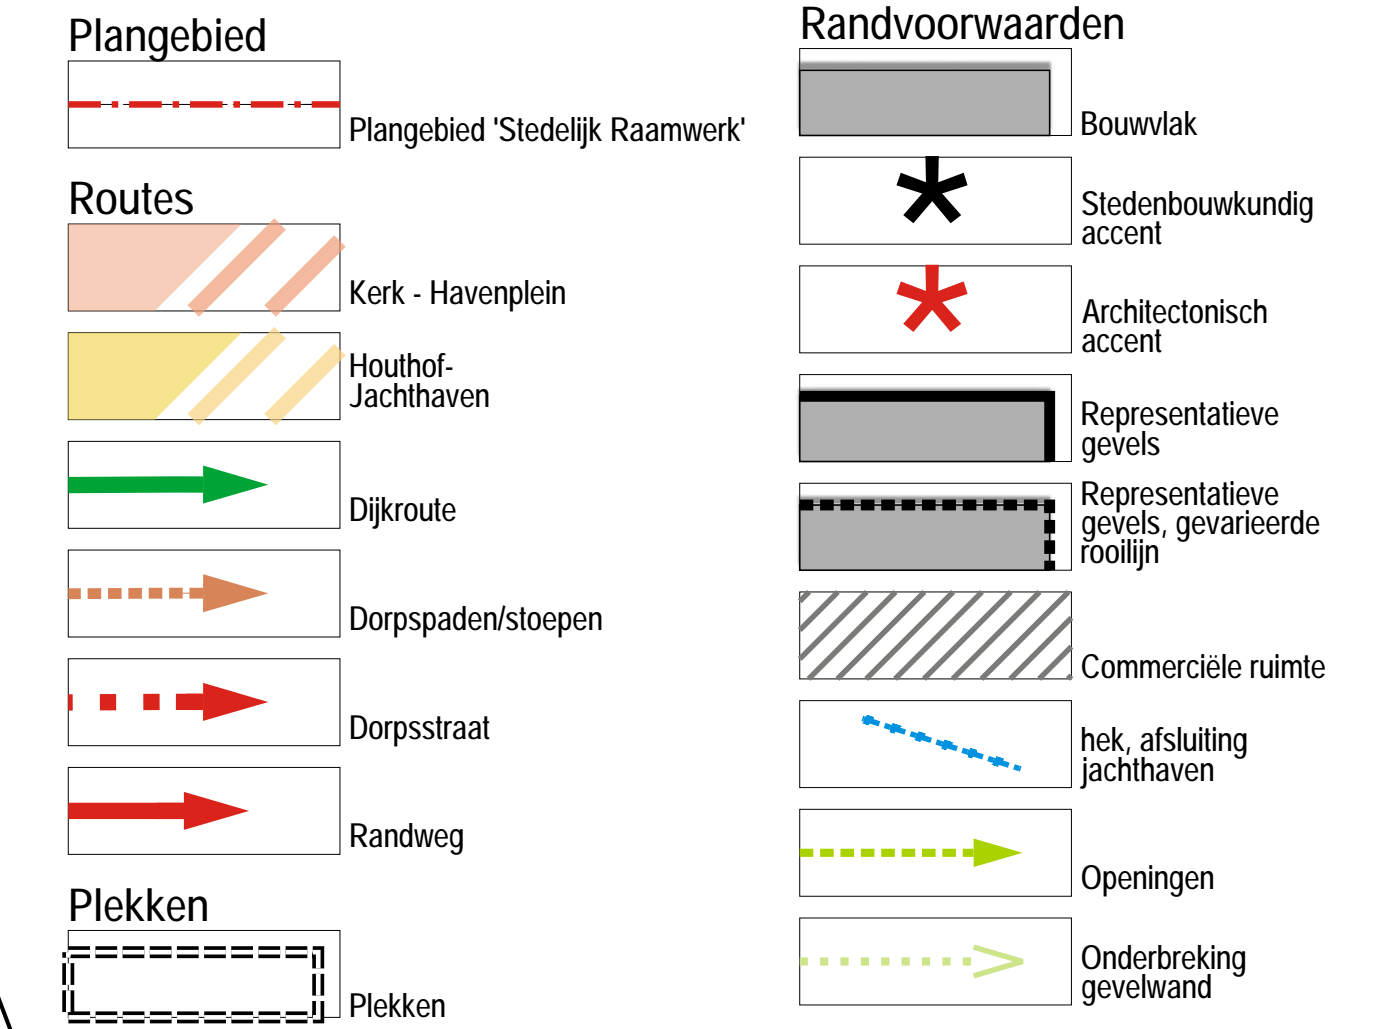 Plangebied
Plangebied 'Stedelijk Raamwerk'
Routes
Kerk - Havenplein
Houthof-
Jachthaven
Dijkroute
Dorpspaden/stoepen
Dorpsstraat
Randweg
Plekken
Plekken
Randvoorwaarden
Bouwvlak
Stedenbouwkundig
accent
Architectonisch
accent
Representatieve
gevels
Representatieve
gevels, gevarieerde
rooilijn
Commerciële ruimte
hek, afsluiting
jachthaven
Openingen
Onderbreking
gevelwand